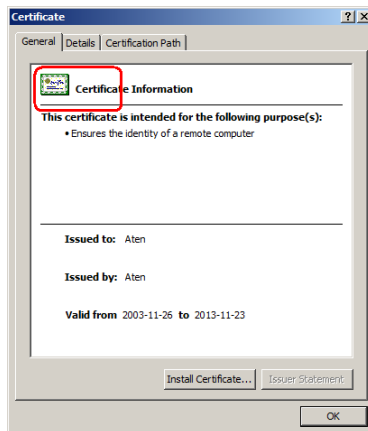 Certificate
General Details Certification Path
Certificate Information
This certificate is intended for the following purpose(s):
• Ensures the identity of a remote computer
Issued to: Aten
Issued by: Aten
Valid from 2003-11-26 to 2013-11-23
Install Certificate... Issuer Statement
OK